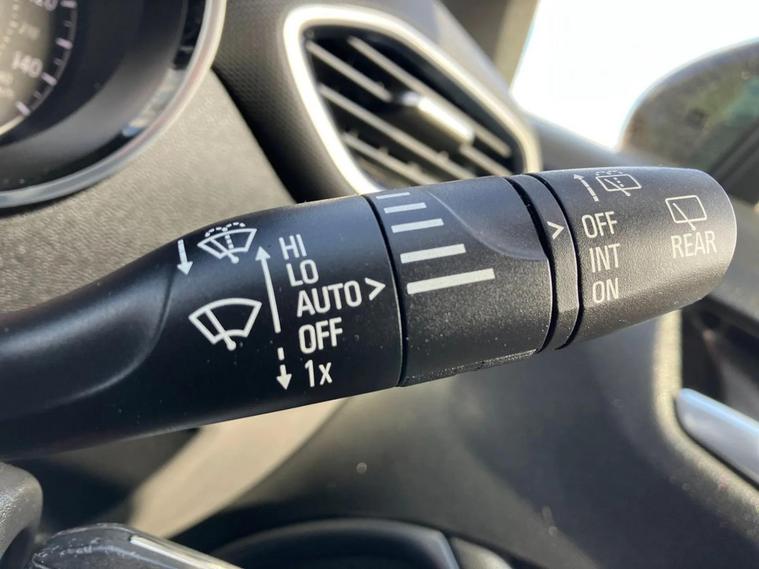 HI
LO
AUTO >
OFF
1x
>
OFF
INT
ON
REAR